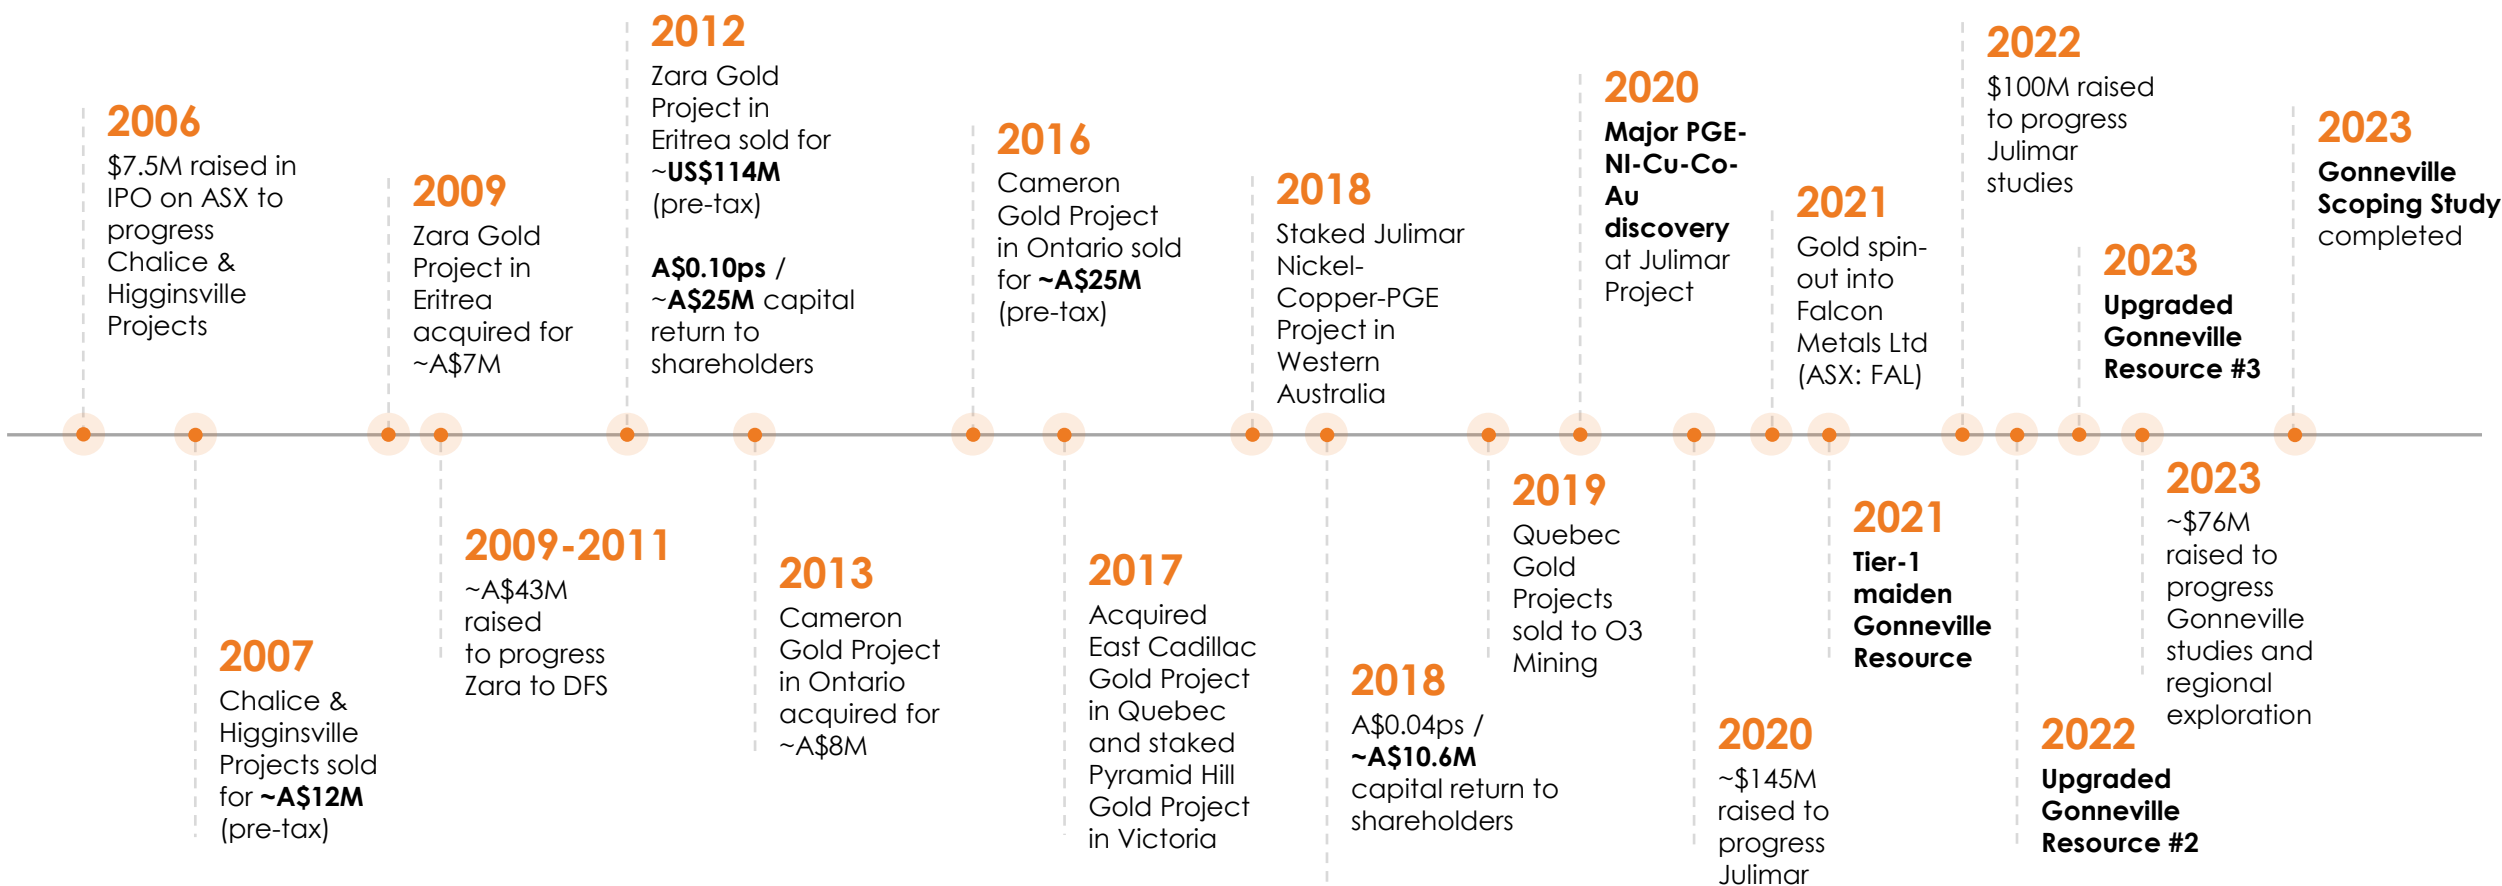 2006
$7.5M raised in
IPO on ASX to
progress
Chalice &
Higginsville
Projects
2007
Chalice &
Higginsville
Projects sold
for ~A$12M
(pre-tax)
2009
Zara Gold
Project in
Eritrea
acquired for
~A$7M
2009-2011
~A$43M
raised
to progress
Zara to DFS
2012
Zara Gold
Project in
Eritrea sold for
~US$114M
(pre-tax)
A$0.10ps /
~A$25M capital
return to
shareholders
2013
Cameron
Gold Project
in Ontario
acquired for
~A$8M
2016
Cameron
Gold Project
in Ontario sold
for ~A$25M
(pre-tax)
2017
Acquired
East Cadillac
Gold Project
in Quebec
and staked
Pyramid Hill
Gold Project
in Victoria
2018
Staked Julimar
Nickel-
Copper-PGE
Project in
Western
Australia
2018
A$0.04ps /
~A$10.6M
capital return to
shareholders
2019
Quebec
Gold
Projects
sold to O3
Mining
2020
Major PGE-
NI-Cu-Co-
Au
discovery
at Julimar
Project
2020
~$145M
raised to
progress
Julimar
2021
Gold spin-
out into
Falcon
Metals Ltd
(ASX: FAL)
2021
Tier-1
maiden
Gonneville
Resource
2022
$100M raised
to progress
Julimar
studies
2022
Upgraded
Gonneville
Resource #2
2023
Upgraded
Gonneville
Resource #3
2023
~$76M
raised to
progress
Gonneville
studies and
regional
exploration
2023
Gonneville
Scoping Study
completed